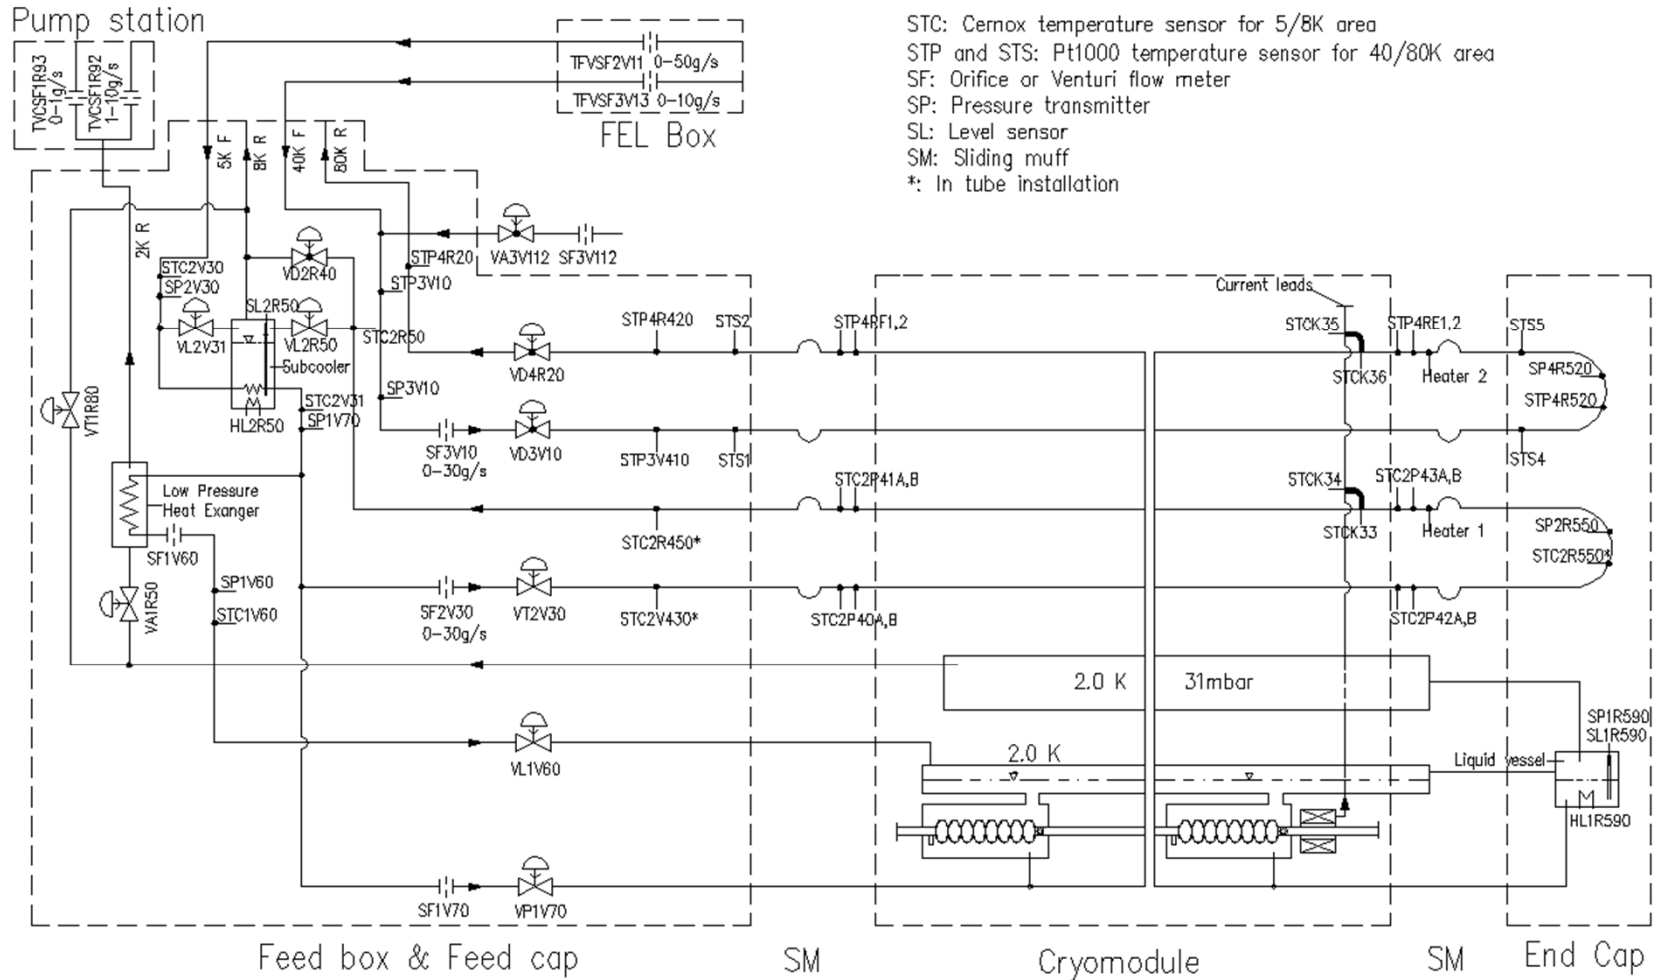 Pump station
TVCSF1R93
0-1g/s
TVCSF1R92
1-10g/s
TFVSF2V11 0-50g/s
TFVSF3V13 0-10g/s
FEL Box
STC: Cernox temperature sensor for 5/8K area
STP and STS: Pt1000 temperature sensor for 40/80K area
SF: Orifice or Venturi flow meter
SP: Pressure transmitter
SL: Level sensor
SM: Sliding muff
*: In tube installation
5K F
8K R
40K F
80K R
2K R
STC2V30
SP2V30
VD2R40
STP4R20
VA3V112
SF3V112
STP3V10
SL2R50
VL2V31
VL2R50
STC2R50
Subcooler
STC2V31
SP1V70
HL2R50
SP3V10
VT1R80
STP4R420
STS2
STP4RF1,2
Current leads
STCK35
STP4RE1,2
STS5
VD4R20
STCK36
Heater 2
SP4R520
STP4R520
SF3V10
0-30g/s
VD3V10
STP3V410
STS1
STS4
Low Pressure
Heat Exanger
SF1V60
STC2P41A,B
STCK34
STC2P43A,B
STC2R450*
STCK33
Heater 1
SP2R550
STC2R550*
VA1R50
SP1V60
STC1V60
SF2V30
0-30g/s
VT2V30
STC2V430*
STC2P40A,B
STC2P42A,B
2.0 K
31mbar
SP1R590
SL1R590
VL1V60
2.0 K
Liquid vessel
HL1R590
SF1V70
VP1V70
Feed box & Feed cap
SM
Cryomodule
SM
End Cap